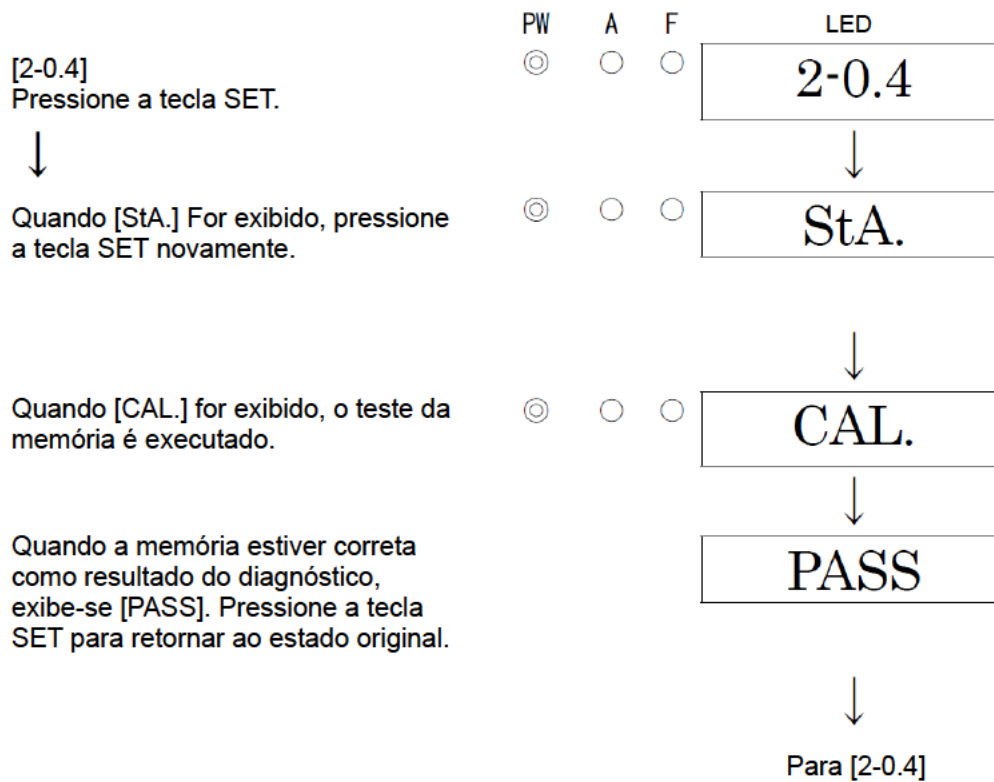 PW A F LED
[2-0.4]
Pressione a tecla SET.
2-0.4
Quando [StA.] For exibido, pressione
a tecla SET novamente.
StA.
Quando [CAL.] for exibido, o teste da
memória é executado.
CAL.
Quando a memória estiver correta
como resultado do diagnóstico,
exibe-se [PASS]. Pressione a tecla
SET para retornar ao estado original.
PASS
Para [2-0.4]